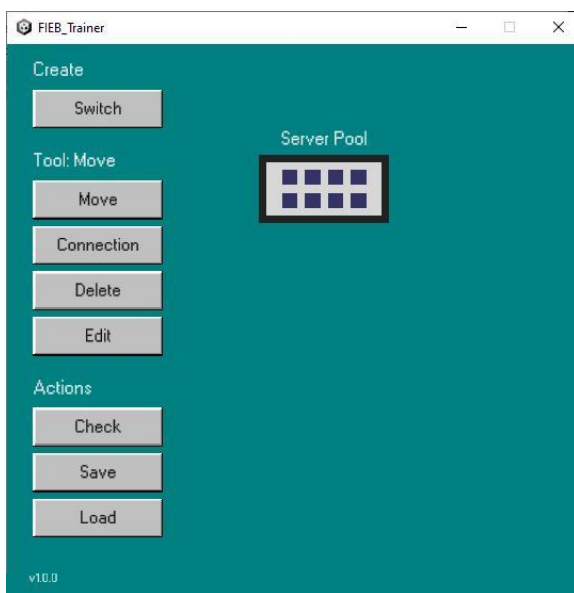 FIEB_Trainer
Create
Switch
Server Pool
Tool: Move
Move
Connection
Delete
Edit
Actions
Check
Save
Load
v1.0.0